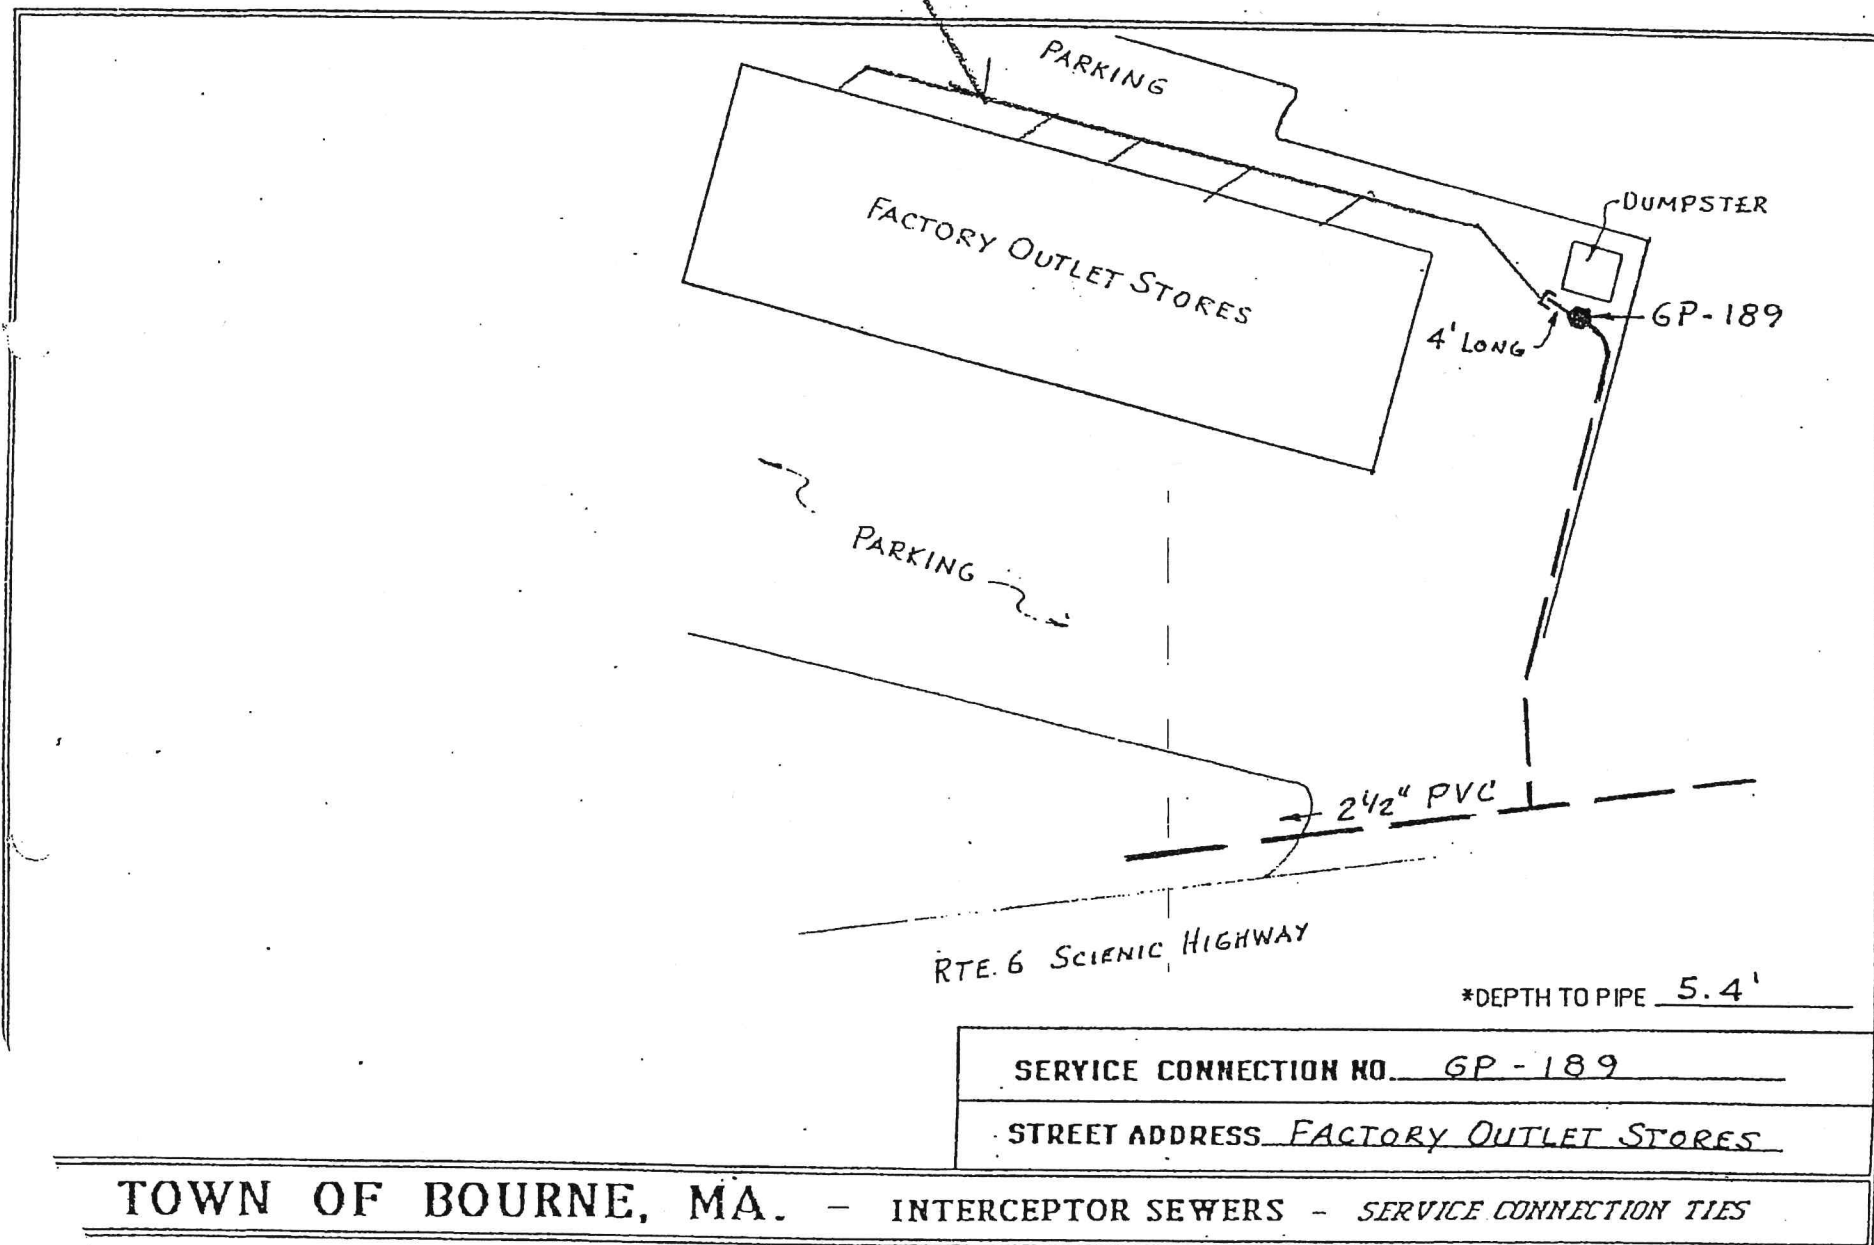 PARKING
DUMPSTER
FACTORY OUTLET STORES
GP-189
4' LONG
PARKING
2 1/2" PVC
RTE. 6 SCIENIC HIGHWAY
*DEPTH TO PIPE 5.4'
SERVICE CONNECTION NO. GP-189
STREET ADDRESS FACTORY OUTLET STORES
TOWN OF BOURNE, MA. - INTERCEPTOR SEWERS - SERVICE CONNECTION TIES